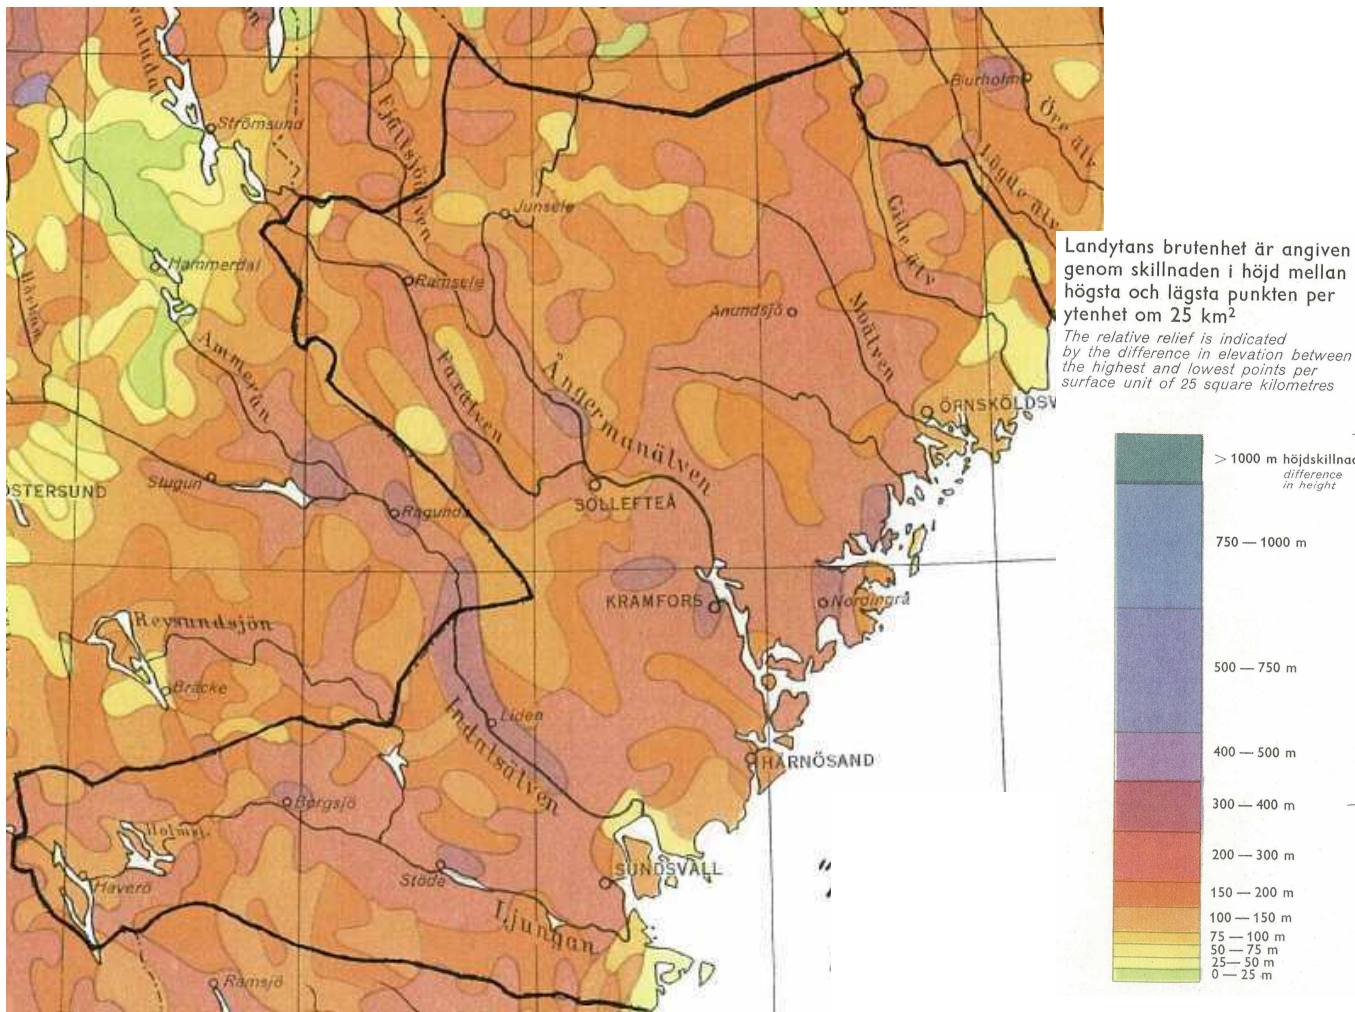 Strömsund
Bjurholm
Öre älv
Lögde älv
Fjällsjöälven
Junsele
Gide älv
Hammerdal
Ramsele
Anundsjö
Moälven
Ammerån
Faxälven
Ångermanälven
ÖRNSKÖLDSV
Stugun
ÖSTERSUND
SOLLEFTEÅ
Ragunda
KRAMFORS
Nordingrå
Revsundsjön
Bräcke
Liden
Indalsälven
HÄRNÖSAND
Borgsjö
Holmsj.
Haverö
Stöde
SUNDSVALL
Ljungan
Ramsjö
Landytans brutenhet är angiven
genom skillnaden i höjd mellan
högsta och lägsta punkten per
ytenhet om 25 km²
The relative relief is indicated
by the difference in elevation between
the highest and lowest points per
surface unit of 25 square kilometres
> 1000 m höjdskillnad
difference
in height
750 — 1000 m
500 — 750 m
400 — 500 m
300 — 400 m
200 — 300 m
150 — 200 m
100 — 150 m
75 — 100 m
50 — 75 m
25 — 50 m
0 — 25 m